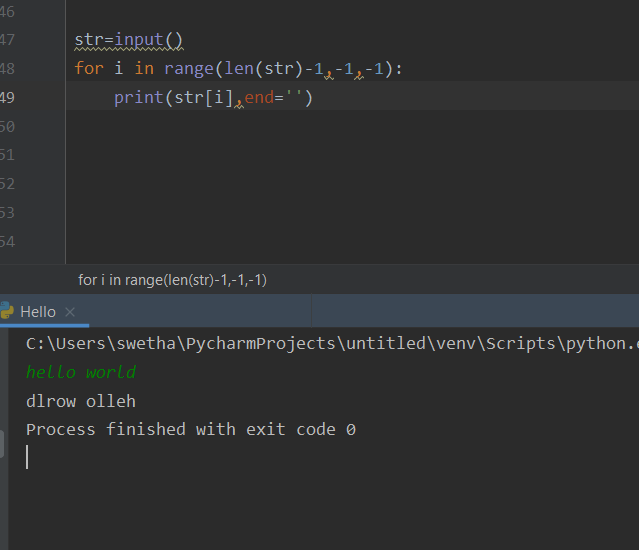 46
47 str=input()
48 for i in range(len(str)-1,-1,-1):
49 print(str[i],end='')
50
51
52
53
54
for i in range(len(str)-1,-1,-1)
Hello
C:\Users\swetha\PycharmProjects\untitled\venv\Scripts\python.
hello world
dlrow olleh
Process finished with exit code 0